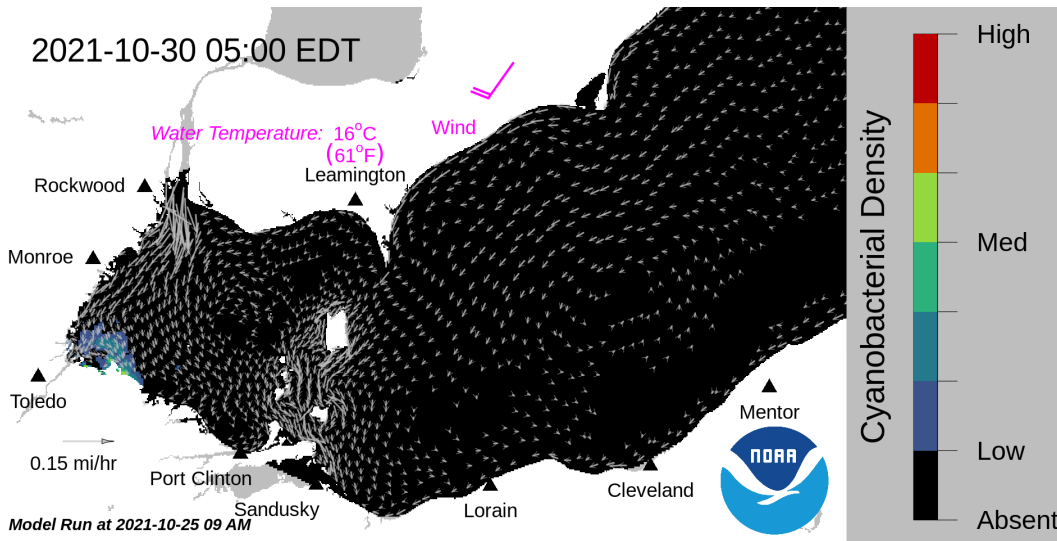 2021-10-30 05:00 EDT
High
Wind
Water Temperature: 16°C
(61°F)
Leamington
Rockwood
Monroe
Med
Cyanobacterial Density
Toledo
Mentor
0.15 mi/hr
NOAA
Low
Port Clinton
Cleveland
Sandusky
Lorain
Model Run at 2021-10-25 09 AM
Absent